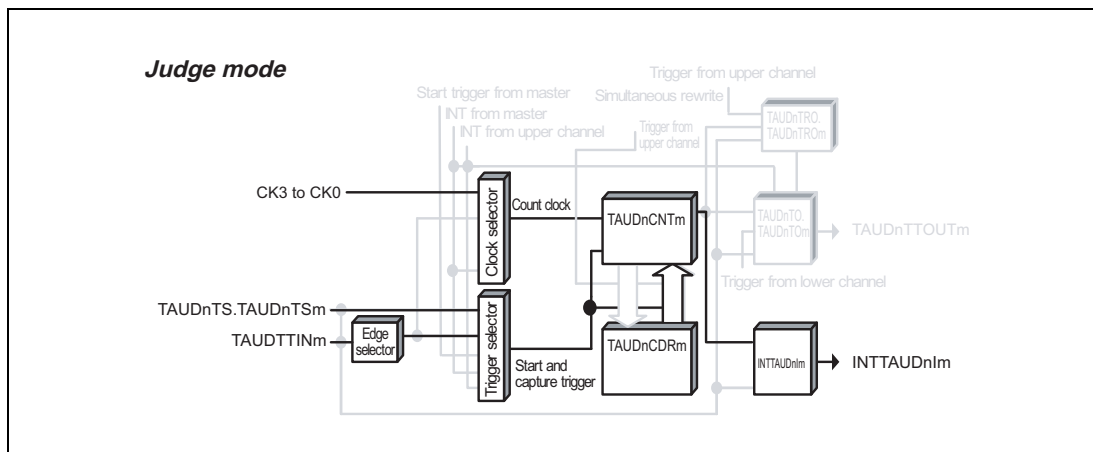 Judge mode
Trigger from upper channel
Simultaneous rewrite
Start trigger from master
INT from master
INT from upper channel
Trigger from
upper channel
TAUDnTRO.
TAUDnTROm
CK3 to CK0
Clock selector
Count clock
TAUDnCNTm
TAUDnTO.
TAUDnTOm
TAUDnTTOUTm
Trigger from lower channel
TAUDnTS.TAUDnTSm
TAUDTTINm
Edge
selector
Trigger selector
Start and
capture trigger
TAUDnCDRm
INTTAUDnIm
INTTAUDnIm